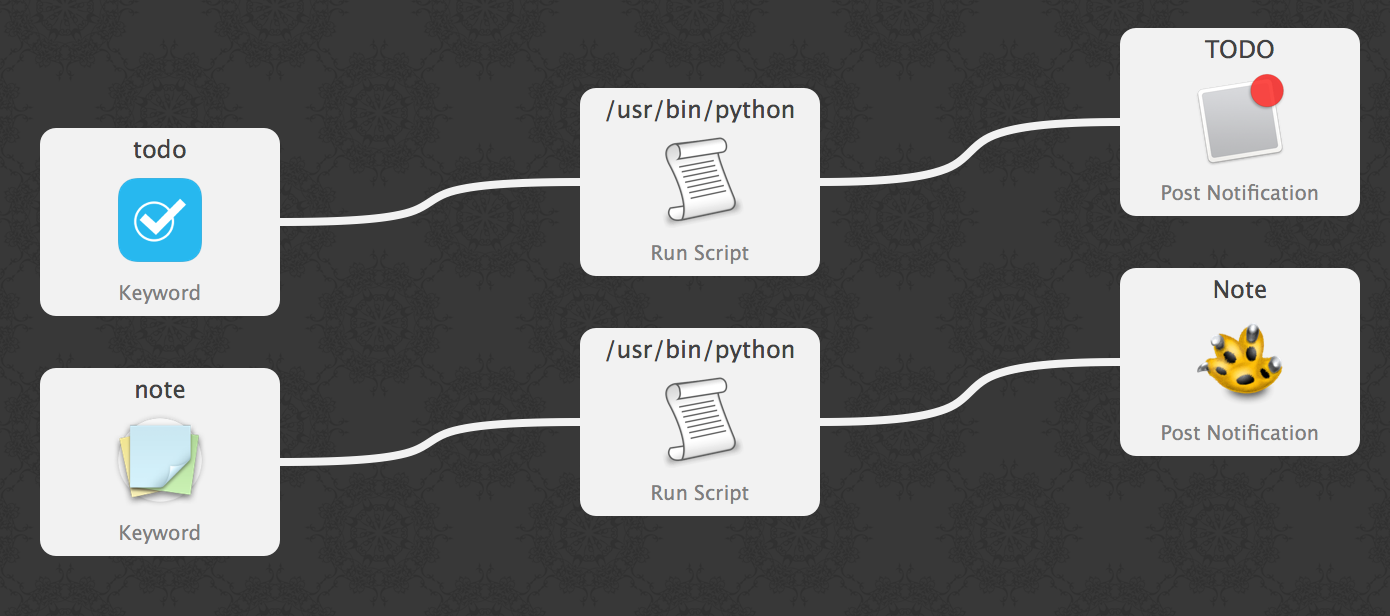 todo
Keyword
/usr/bin/python
Run Script
TODO
Post Notification
note
Keyword
/usr/bin/python
Run Script
Note
Post Notification